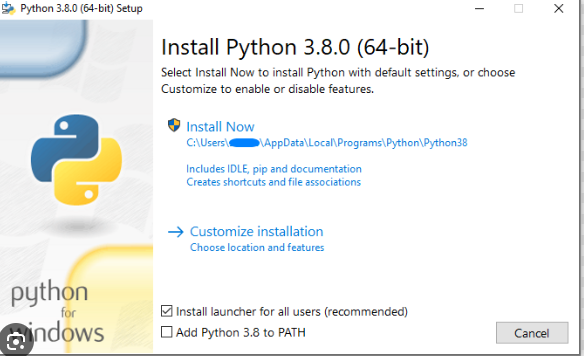 Python 3.8.0 (64-bit) Setup
Install Python 3.8.0 (64-bit)
Select Install Now to install Python with default settings, or choose
Customize to enable or disable features.
Install Now
C:\Users\ \AppData\Local\Programs\Python\Python38
Includes IDLE, pip and documentation
Creates shortcuts and file associations
Customize installation
Choose location and features
python
for
windows
Install launcher for all users (recommended)
Add Python 3.8 to PATH
Cancel